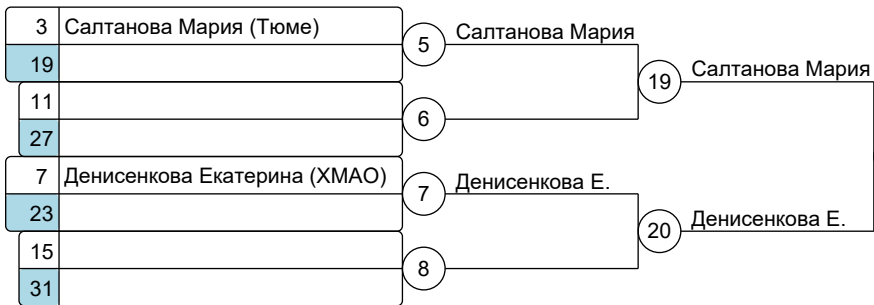 3 Салтанова Мария (Тюме)
5 Салтанова Мария
19
19 Салтанова Мария
11
6
27
7 Денисенкова Екатерина (ХМАО)
7 Денисенкова Е.
23
20 Денисенкова Е.
15
8
31